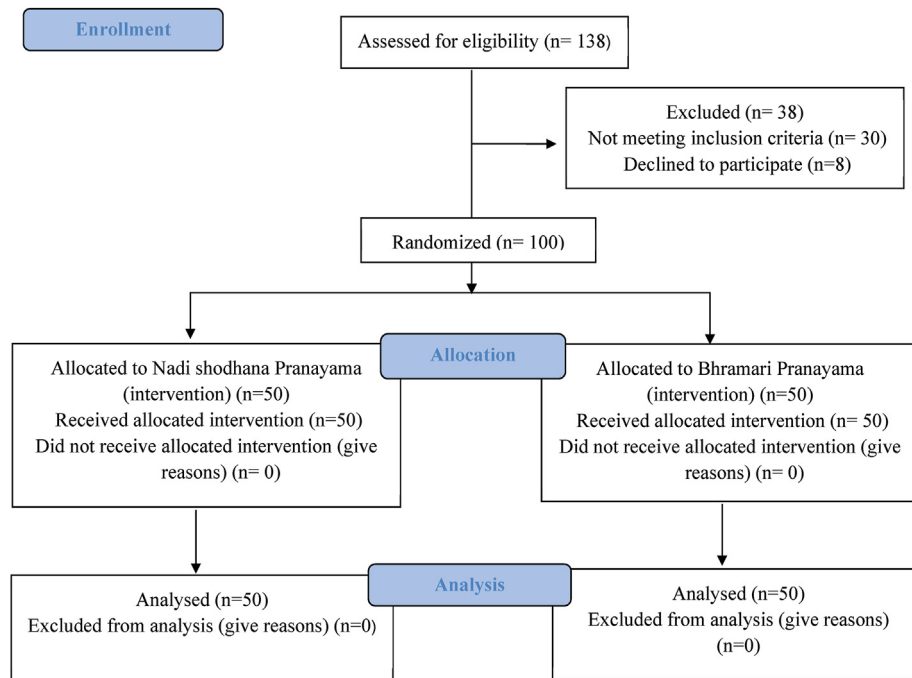 Enrollment
Assessed for eligibility (n= 138)
Excluded (n= 38)
Not meeting inclusion criteria (n= 30)
Declined to participate (n=8)
Randomized (n= 100)
Allocation
Allocated to Nadi shodhana Pranayama
(intervention) (n=50)
Received allocated intervention (n=50)
Did not receive allocated intervention (give
reasons) (n= 0)
Allocated to Bhramari Pranayama
(intervention) (n=50)
Received allocated intervention (n= 50)
Did not receive allocated intervention (give
reasons) (n= 0)
Analysis
Analysed (n=50)
Excluded from analysis (give reasons) (n=0)
Analysed (n=50)
Excluded from analysis (give reasons)
(n=0)